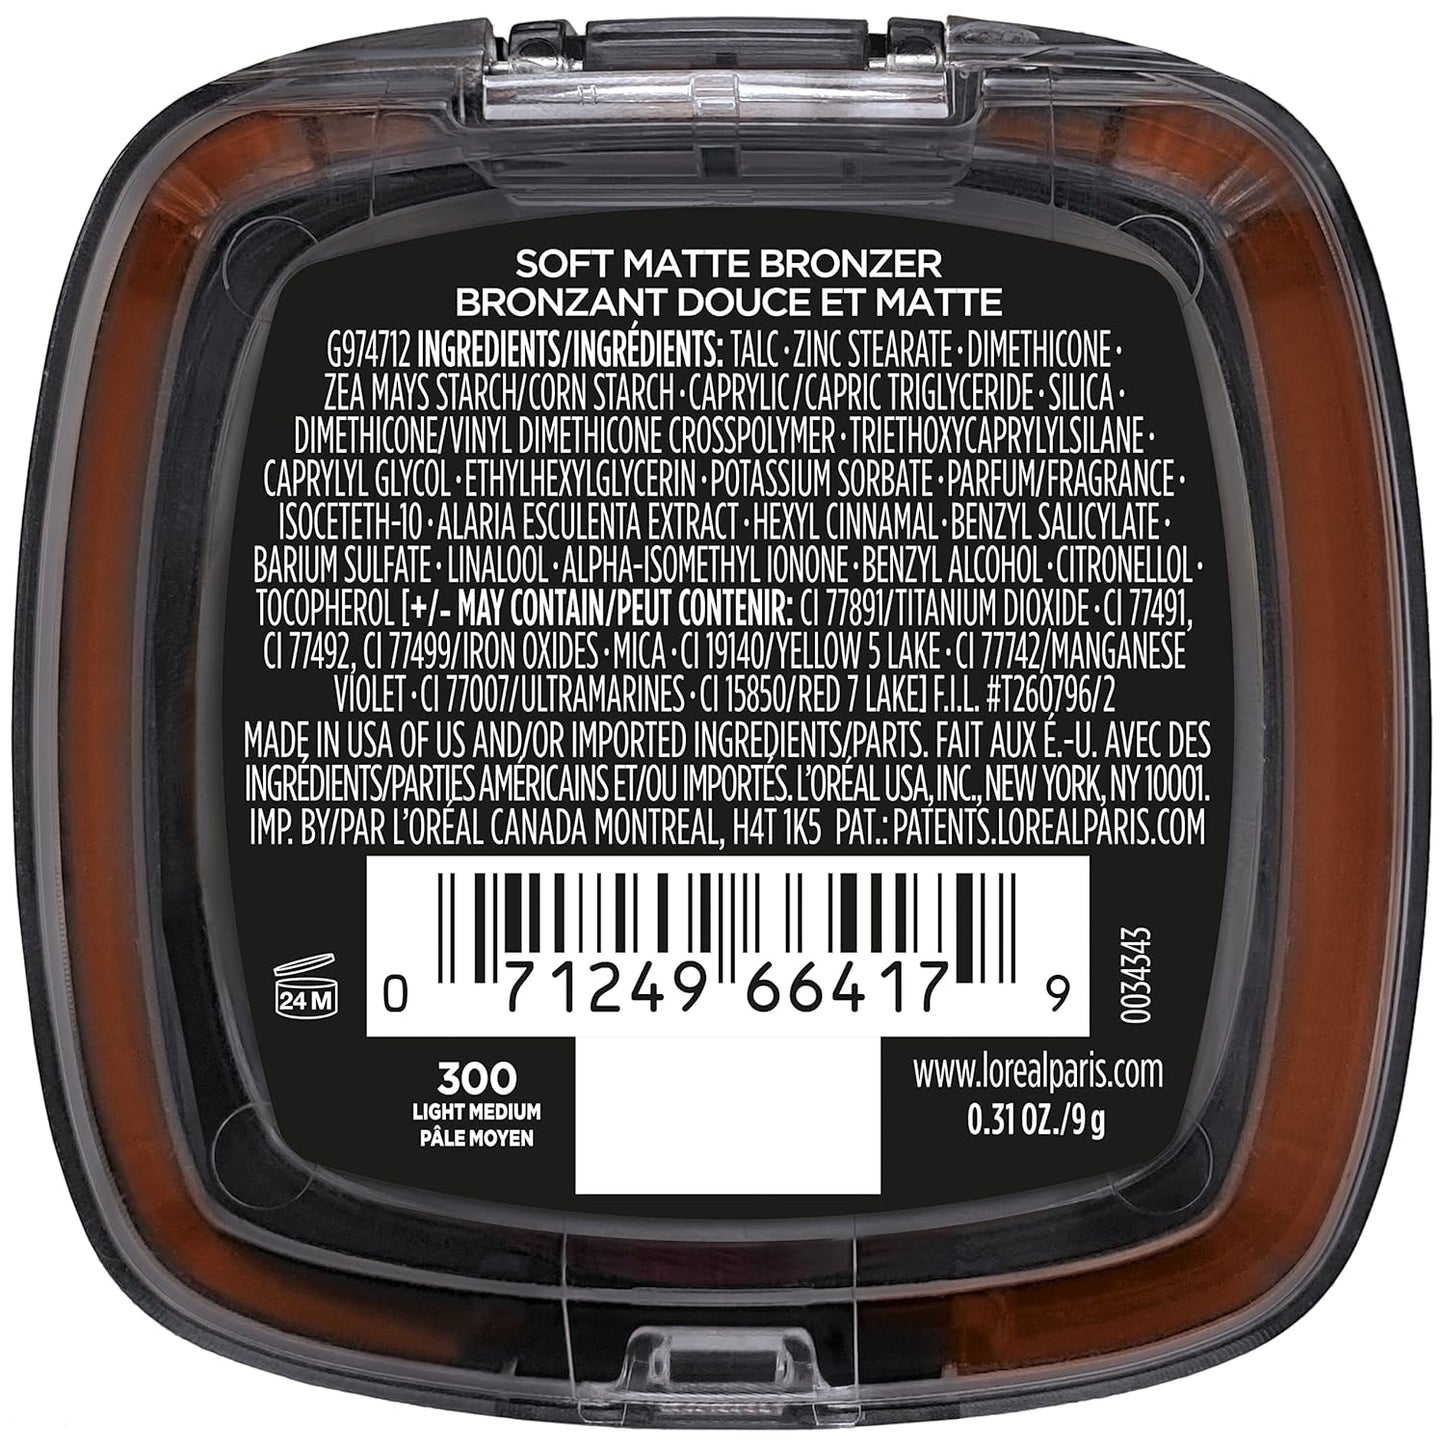 SOFT MATTE BRONZER
BRONZANT DOUCE ET MATTE
G974712 INGREDIENTS/INGRÉDIENTS: TALC · ZINC STEARATE · DIMETHICONE ·
ZEA MAYS STARCH/CORN STARCH · CAPRYLIC/CAPRIC TRIGLYCERIDE · SILICA ·
DIMETHICONE/VINYL DIMETHICONE CROSSPOLYMER · TRIETHOXYCAPRYLYLSILANE ·
CAPRYLYL GLYCOL · ETHYLHEXYLGLYCERIN · POTASSIUM SORBATE · PARFUM/FRAGRANCE ·
ISOCETETH-10 · ALARIA ESCULENTA EXTRACT · HEXYL CINNAMAL · BENZYL SALICYLATE ·
BARIUM SULFATE · LINALOOL · ALPHA-ISOMETHYL IONONE · BENZYL ALCOHOL · CITRONELLOL ·
TOCOPHEROL [+/- MAY CONTAIN/PEUT CONTENIR: CI 77891/TITANIUM DIOXIDE · CI 77491,
CI 77492, CI 77499/IRON OXIDES · MICA · CI 19140/YELLOW 5 LAKE · CI 77742/MANGANESE
VIOLET · CI 77007/ULTRAMARINES · CI 15850/RED 7 LAKE] F.I.L. #T260796/2
MADE IN USA OF US AND/OR IMPORTED INGREDIENTS/PARTS. FAIT AUX É.-U. AVEC DES
INGRÉDIENTS/PARTIES AMÉRICAINS ET/OU IMPORTÉS. L'ORÉAL USA, INC., NEW YORK, NY 10001.
IMP. BY/PAR L'ORÉAL CANADA MONTREAL, H4T 1K5 PAT.: PATENTS.LOREALPARIS.COM
24 M
0 71249 66417 9
0034343
300
LIGHT MEDIUM
PÂLE MOYEN
www.lorealparis.com
0.31 OZ./9 g